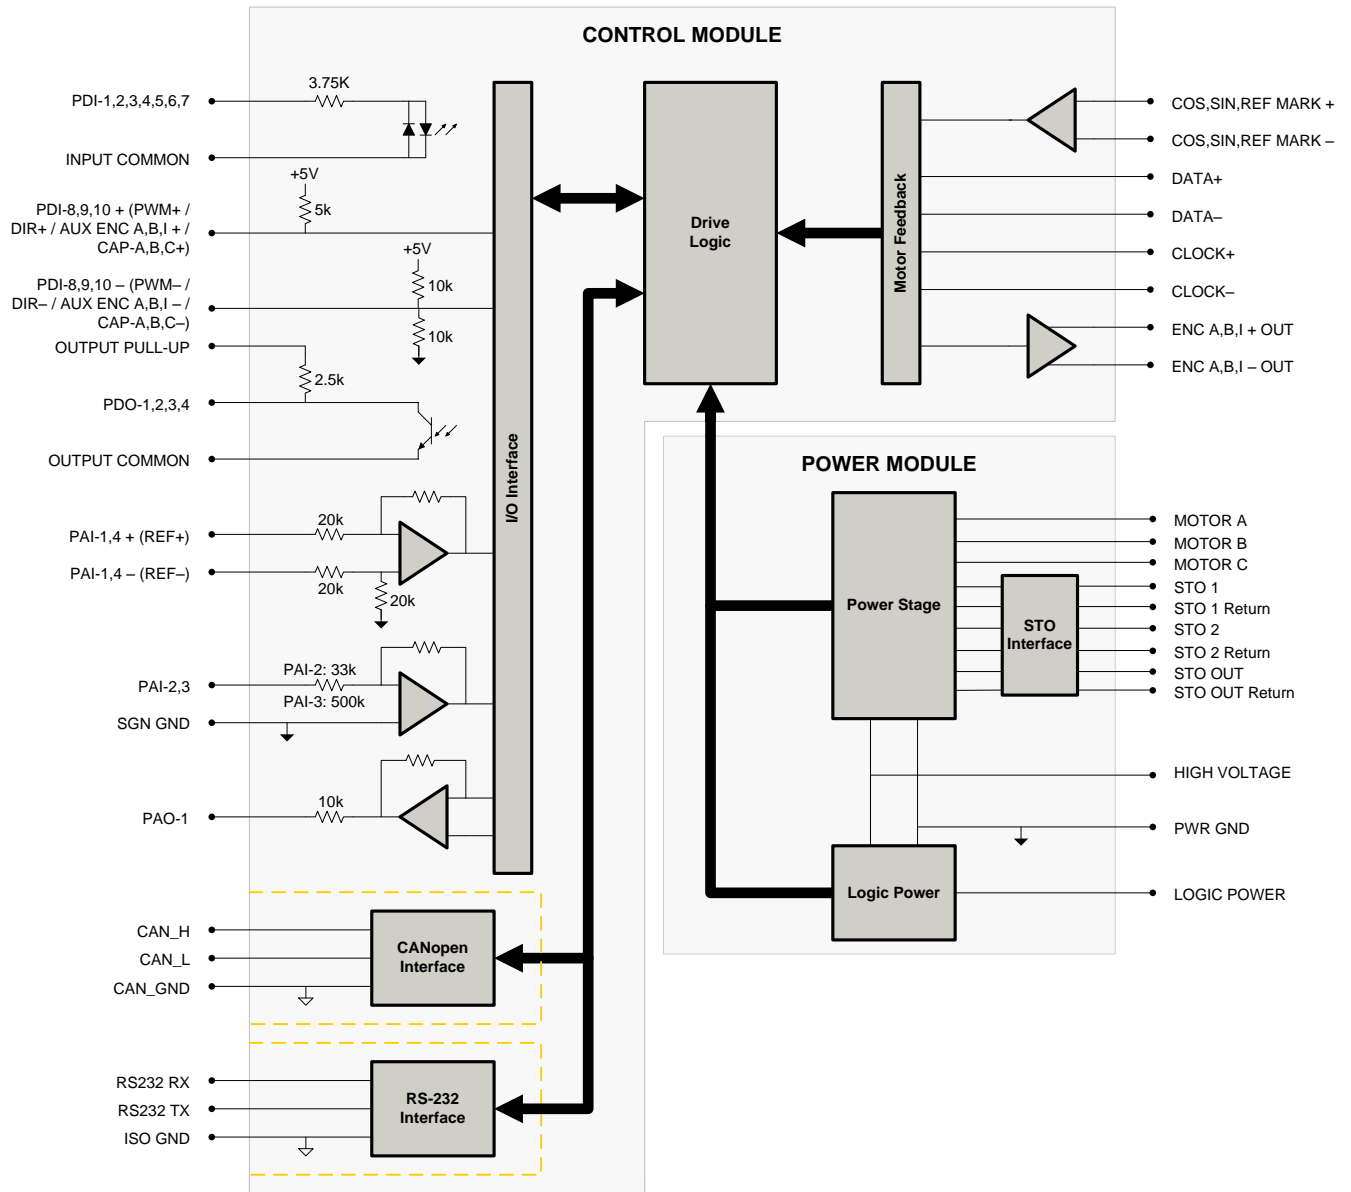 CONTROL MODULE
PDI-1,2,3,4,5,6,7
3.75K
INPUT COMMON
+5V
5k
PDI-8,9,10 + (PWM+ /
DIR+ / AUX ENC A,B,I + /
CAP-A,B,C+)
+5V
10k
PDI-8,9,10 – (PWM– /
DIR– / AUX ENC A,B,I – /
CAP-A,B,C–)
10k
OUTPUT PULL-UP
2.5k
PDO-1,2,3,4
OUTPUT COMMON
PAI-1,4 + (REF+)
20k
PAI-1,4 – (REF–)
20k
20k
PAI-2,3
PAI-2: 33k
PAI-3: 500k
SGN GND
PAO-1
10k
I/O Interface
CAN_H
CAN_L
CAN_GND
CANopen
Interface
RS232 RX
RS232 TX
ISO GND
RS-232
Interface
Drive
Logic
Motor Feedback
COS,SIN,REF MARK +
COS,SIN,REF MARK –
DATA+
DATA–
CLOCK+
CLOCK–
ENC A,B,I + OUT
ENC A,B,I – OUT
POWER MODULE
Power Stage
STO
Interface
MOTOR A
MOTOR B
MOTOR C
STO 1
STO 1 Return
STO 2
STO 2 Return
STO OUT
STO OUT Return
HIGH VOLTAGE
PWR GND
Logic Power
LOGIC POWER